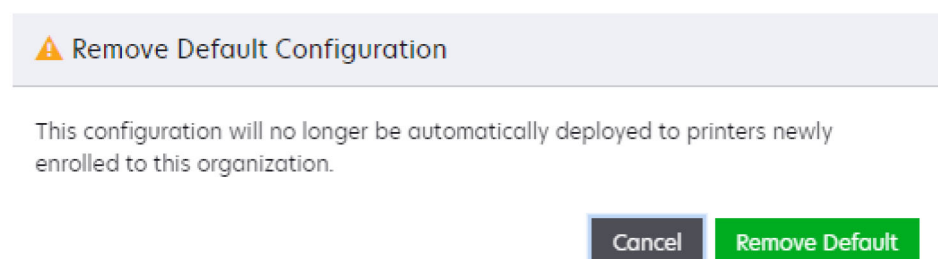 Remove Default Configuration
This configuration will no longer be automatically deployed to printers newly
enrolled to this organization.
Cancel Remove Default